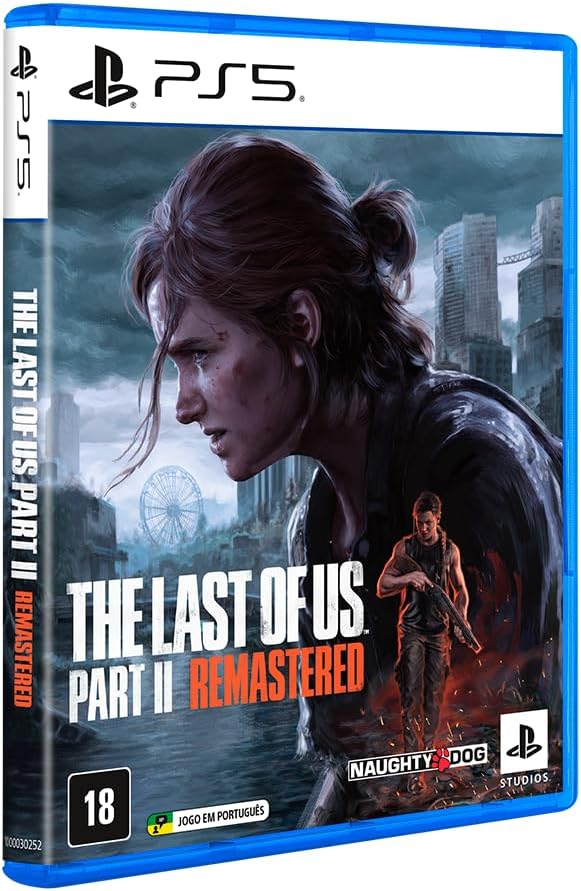 PS5
PS5
THE LAST OF US PART II REMASTERED
THE LAST OF US™
PART II REMASTERED
NAUGHTY DOG
STUDIOS
18
JOGO EM PORTUGUÊS
1000030252